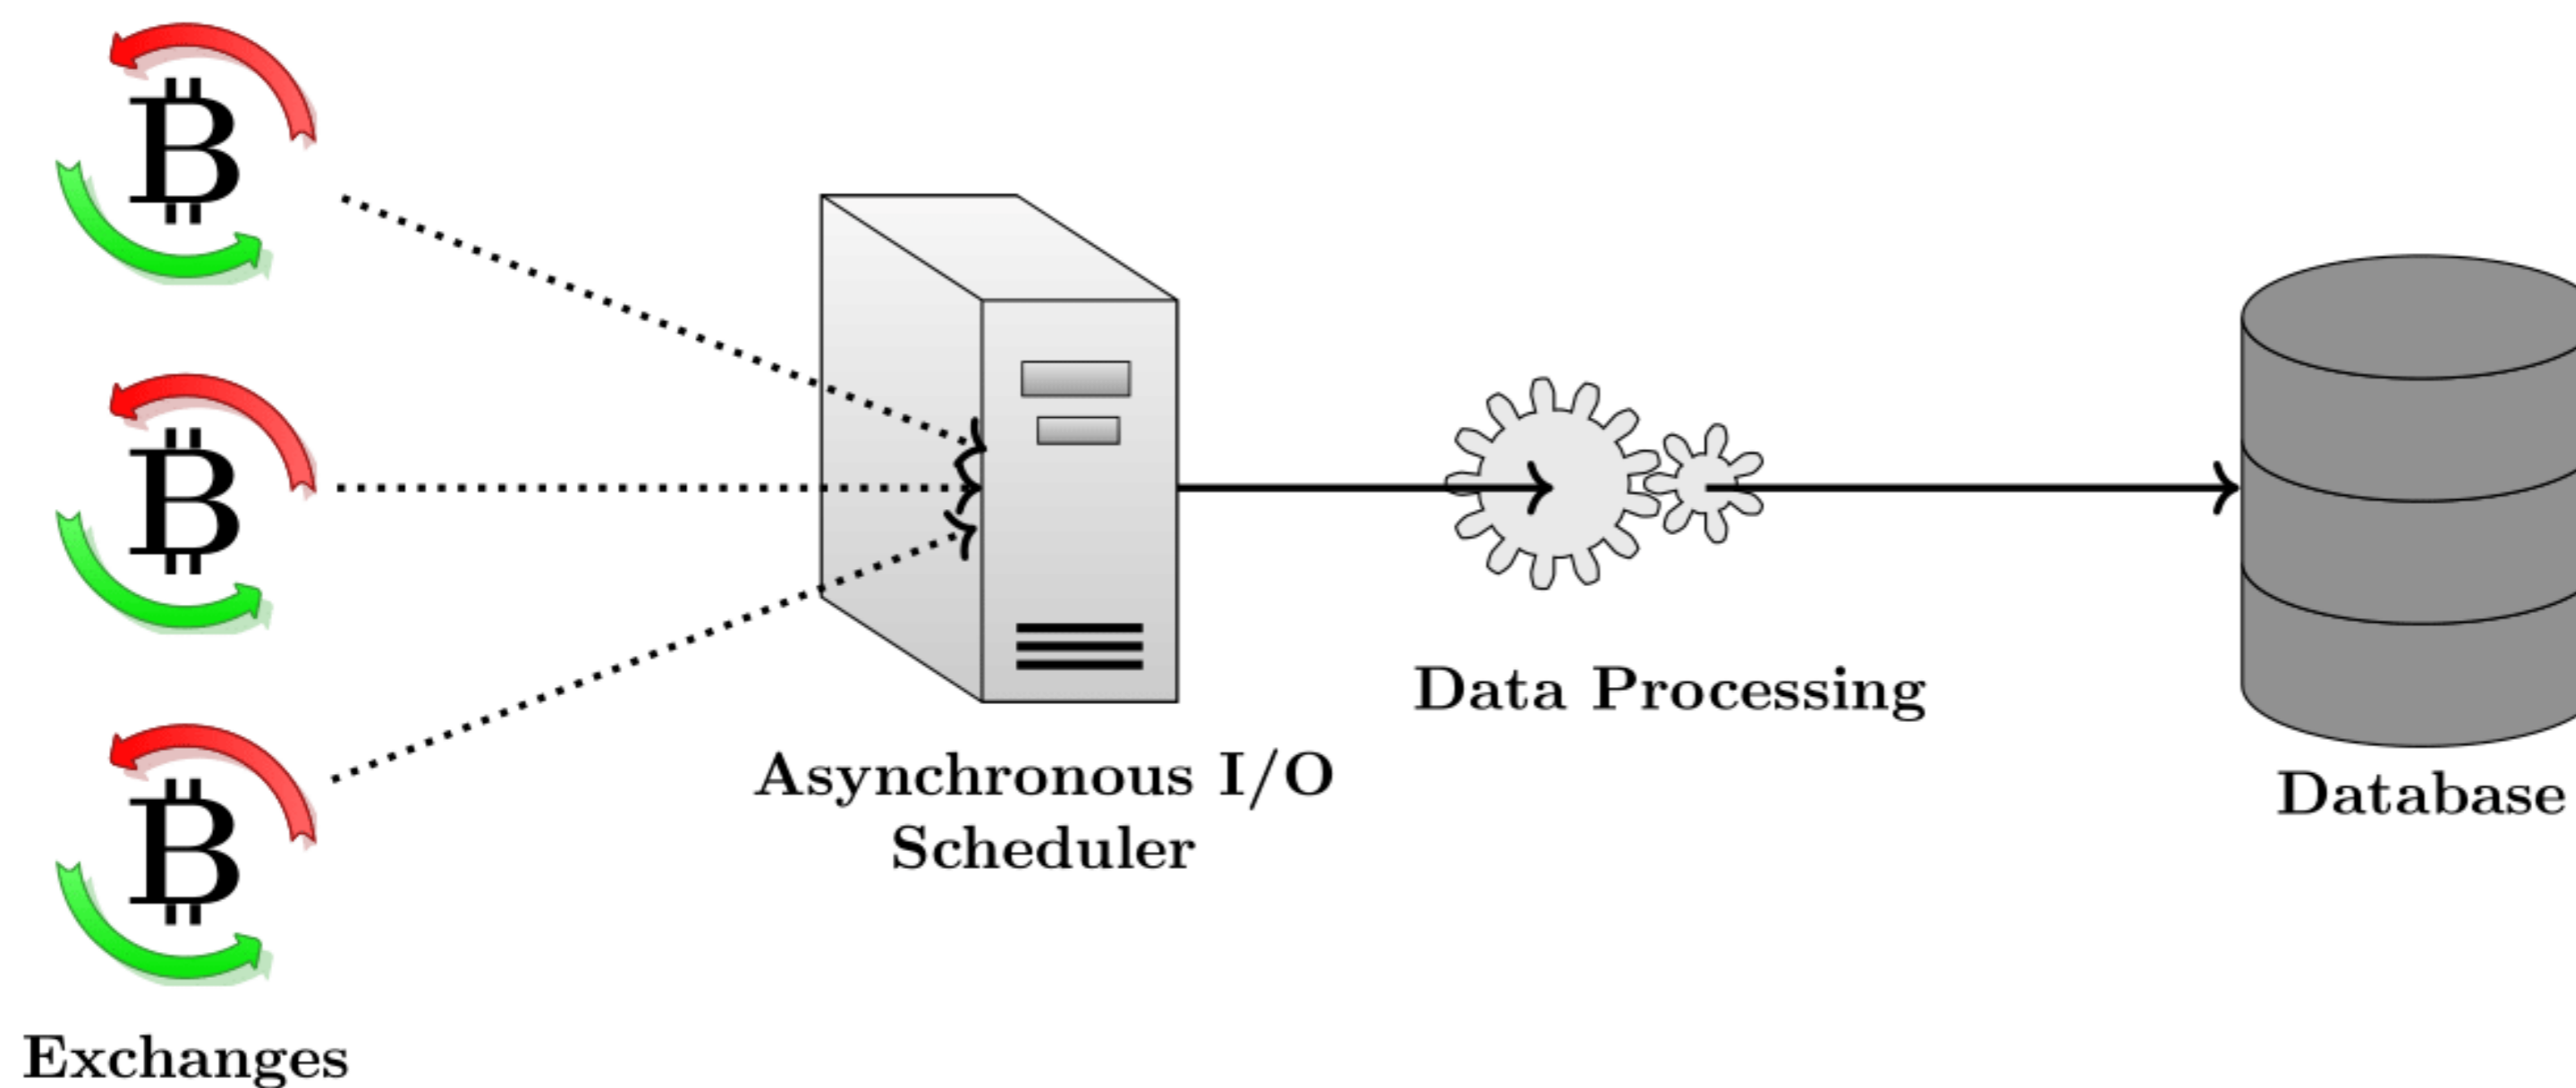 ₿
₿
₿
Exchanges
Asynchronous I/O
Scheduler
Data Processing
Database